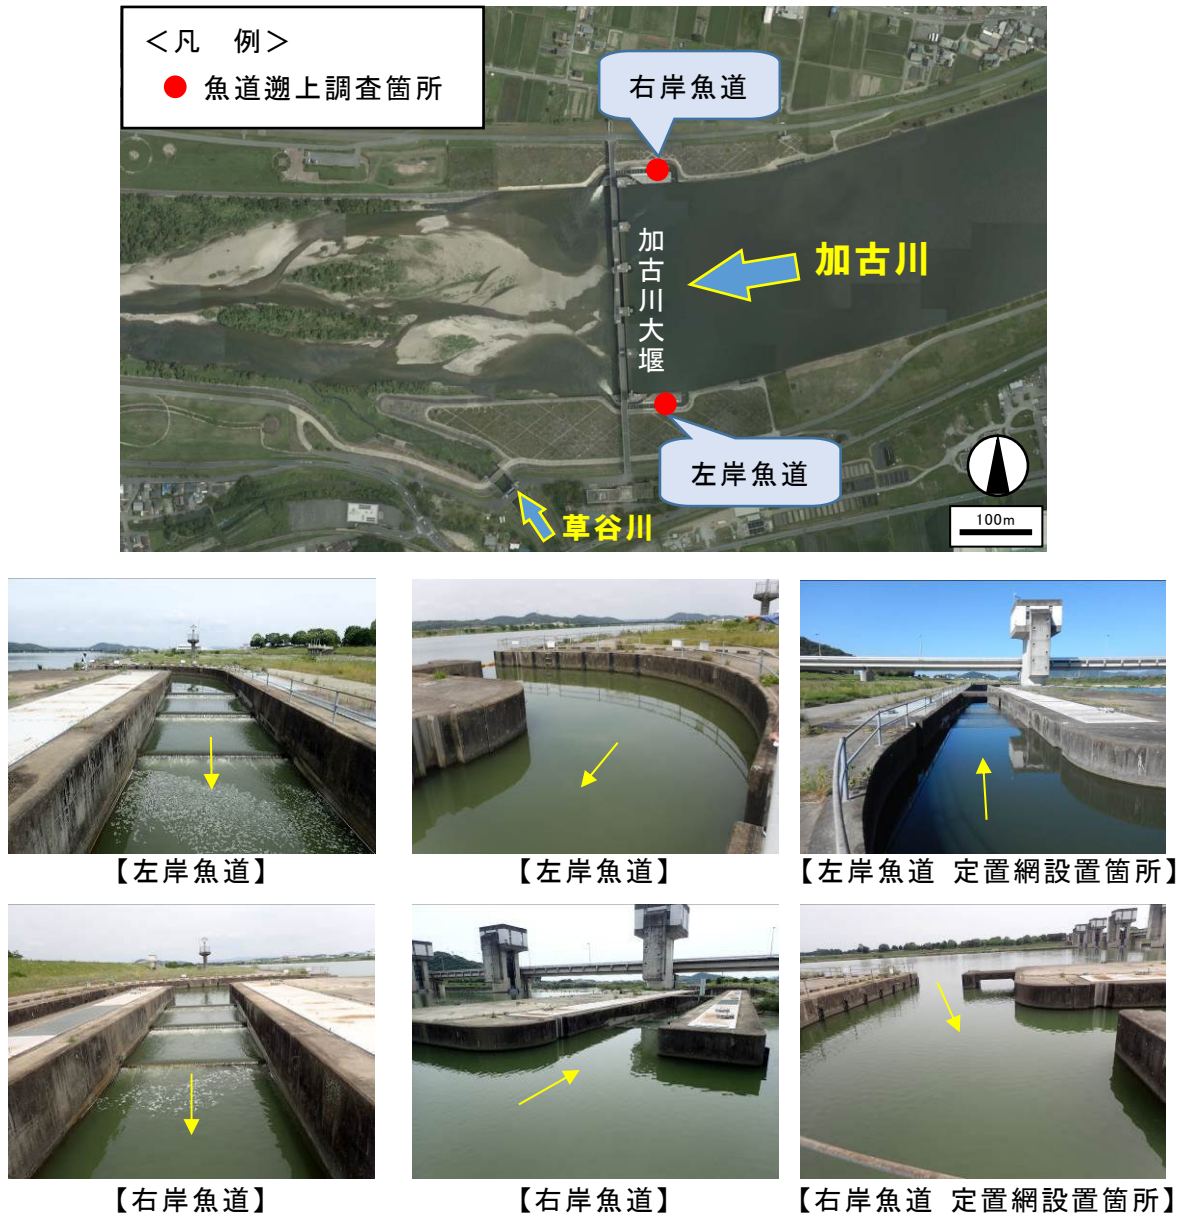 ＜凡　例＞
魚道遡上調査箇所
右岸魚道
加古川大堰
加古川
左岸魚道
草谷川
100m
【左岸魚道】
【左岸魚道】
【左岸魚道 定置網設置箇所】
【右岸魚道】
【右岸魚道】
【右岸魚道 定置網設置箇所】